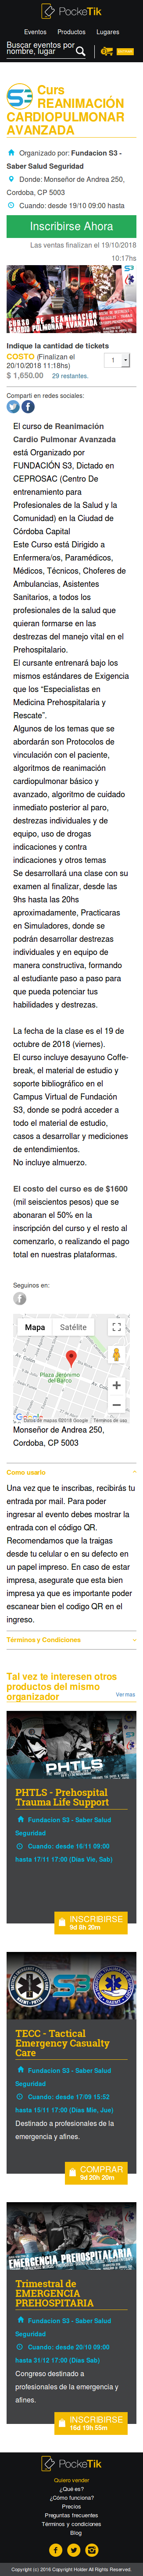 PockeTik
Eventos Productos Lugares
Buscar eventos por
nombre, lugar
Curs
REANIMACIÓN
CARDIOPULMONAR
AVANZADA
Organizado por: Fundacion S3 -
Saber Salud Seguridad
Donde: Monseñor de Andrea 250,
Cordoba, CP 5003
Cuando: desde 19/10 09:00 hasta
Inscribirse Ahora
Las ventas finalizan el 19/10/2018
10:17hs
Indique la cantidad de tickets
COSTO (Finalizan el
20/10/2018 11:18hs)
1
$ 1,650.00 29 restantes.
Comparti en redes sociales:
El curso de Reanimación
Cardio Pulmonar Avanzada
está Organizado por
FUNDACIÓN S3, Dictado en
CEPROSAC (Centro De
entrenamiento para
Profesionales de la Salud y la
Comunidad) en la Ciudad de
Córdoba Capital
Este Curso está Dirigido a
Enfermera/os, Paramédicos,
Médicos, Técnicos, Choferes de
Ambulancias, Asistentes
Sanitarios, a todos los
profesionales de la salud que
quieran formarse en las
destrezas del manejo vital en el
Prehospitalario.
El cursante entrenará bajo los
mismos estándares de Exigencia
que los “Especialistas en
Medicina Prehospitalaria y
Rescate”.
Algunos de los temas que se
abordarán son Protocolos de
vinculación con el paciente,
algoritmos de reanimación
cardiopulmonar básico y
avanzado, algoritmo de cuidado
inmediato posterior al paro,
destrezas individuales y de
equipo, uso de drogas
indicaciones y contra
indicaciones y otros temas
Se desarrollará una clase con su
examen al finalizar, desde las
9hs hasta las 20hs
aproximadamente, Practicaras
en Simuladores, donde se
podrán desarrollar destrezas
individuales y en equipo de
manera constructiva, formando
al estudiante paso a paso para
que pueda potenciar tus
habilidades y destrezas.
La fecha de la clase es el 19 de
octubre de 2018 (viernes).
El curso incluye desayuno Coffe-
break, el material de estudio y
soporte bibliográfico en el
Campus Virtual de Fundación
S3, donde se podrá acceder a
todo el material de estudio,
casos a desarrollar y mediciones
de entendimientos.
No incluye almuerzo.
El costo del curso es de $1600
(mil seiscientos pesos) que se
abonaran el 50% en la
inscripción del curso y el resto al
comenzarlo, o realizando el pago
total en nuestras plataformas.
Seguinos en:
Mapa Satélite
Plaza Jerónimo
del Barco
Google
Datos de mapas ©2018 Google Términos de uso
Monseñor de Andrea 250,
Cordoba, CP 5003
Como usarlo
Una vez que te inscribas, recibirás tu
entrada por mail. Para poder
ingresar al evento debes mostrar la
entrada con el código QR.
Recomendamos que la traigas
desde tu celular o en su defecto en
un papel impreso. En caso de estar
impresa, asegurate que esta bien
impresa ya que es importante poder
escanear bien el codigo QR en el
ingreso.
Terminos y Condiciones
Tal vez te interesen otros
productos del mismo
organizador
Ver mas
PHTLS
PHTLS - Prehospital
Trauma Life Support
Fundacion S3 - Saber Salud
Seguridad
Cuando: desde 16/11 09:00
hasta 17/11 17:00 (Dias Vie, Sab)
INSCRIBIRSE
9d 8h 20m
S3
TECC - Tactical
Emergency Casualty
Care
Fundacion S3 - Saber Salud
Seguridad
Cuando: desde 17/09 15:52
hasta 15/11 17:00 (Dias Mie, Jue)
Destinado a profesionales de la
emergencia y afines.
COMPRAR
9d 20h 20m
EMERGENCIA PREHOSPITALARIA
Trimestral de
EMERGENCIA
PREHOSPITARIA
Fundacion S3 - Saber Salud
Seguridad
Cuando: desde 20/10 09:00
hasta 31/12 17:00 (Dias Sab)
Congreso destinado a
profesionales de la emergencia y
afines.
INSCRIBIRSE
16d 19h 55m
PockeTik
Quiero vender
¿Qué es?
¿Cómo funciona?
Precios
Preguntas frecuentes
Términos y condiciones
Blog
Copyright (c) 2016 Copyright Holder All Rights Reserved.